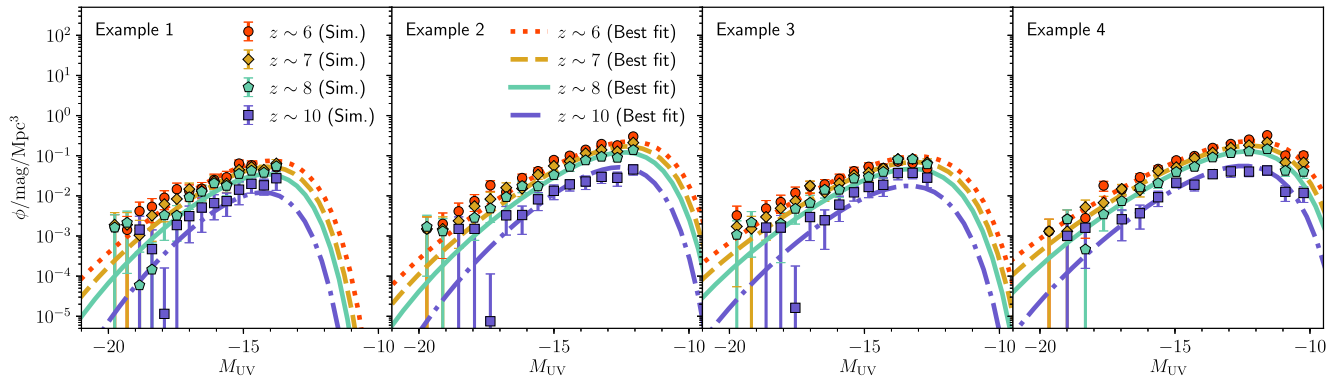 Example 1
z ∼ 6 (Sim.)
z ∼ 7 (Sim.)
z ∼ 8 (Sim.)
z ∼ 10 (Sim.)
Example 2
z ∼ 6 (Best fit)
z ∼ 7 (Best fit)
z ∼ 8 (Best fit)
z ∼ 10 (Best fit)
Example 3
Example 4
ϕ/mag/Mpc³
10²
10¹
10⁰
10⁻¹
10⁻²
10⁻³
10⁻⁴
10⁻⁵
−20 −15 −10 −20 −15 −10 −20 −15 −10 −20 −15 −10
M_UV M_UV M_UV M_UV